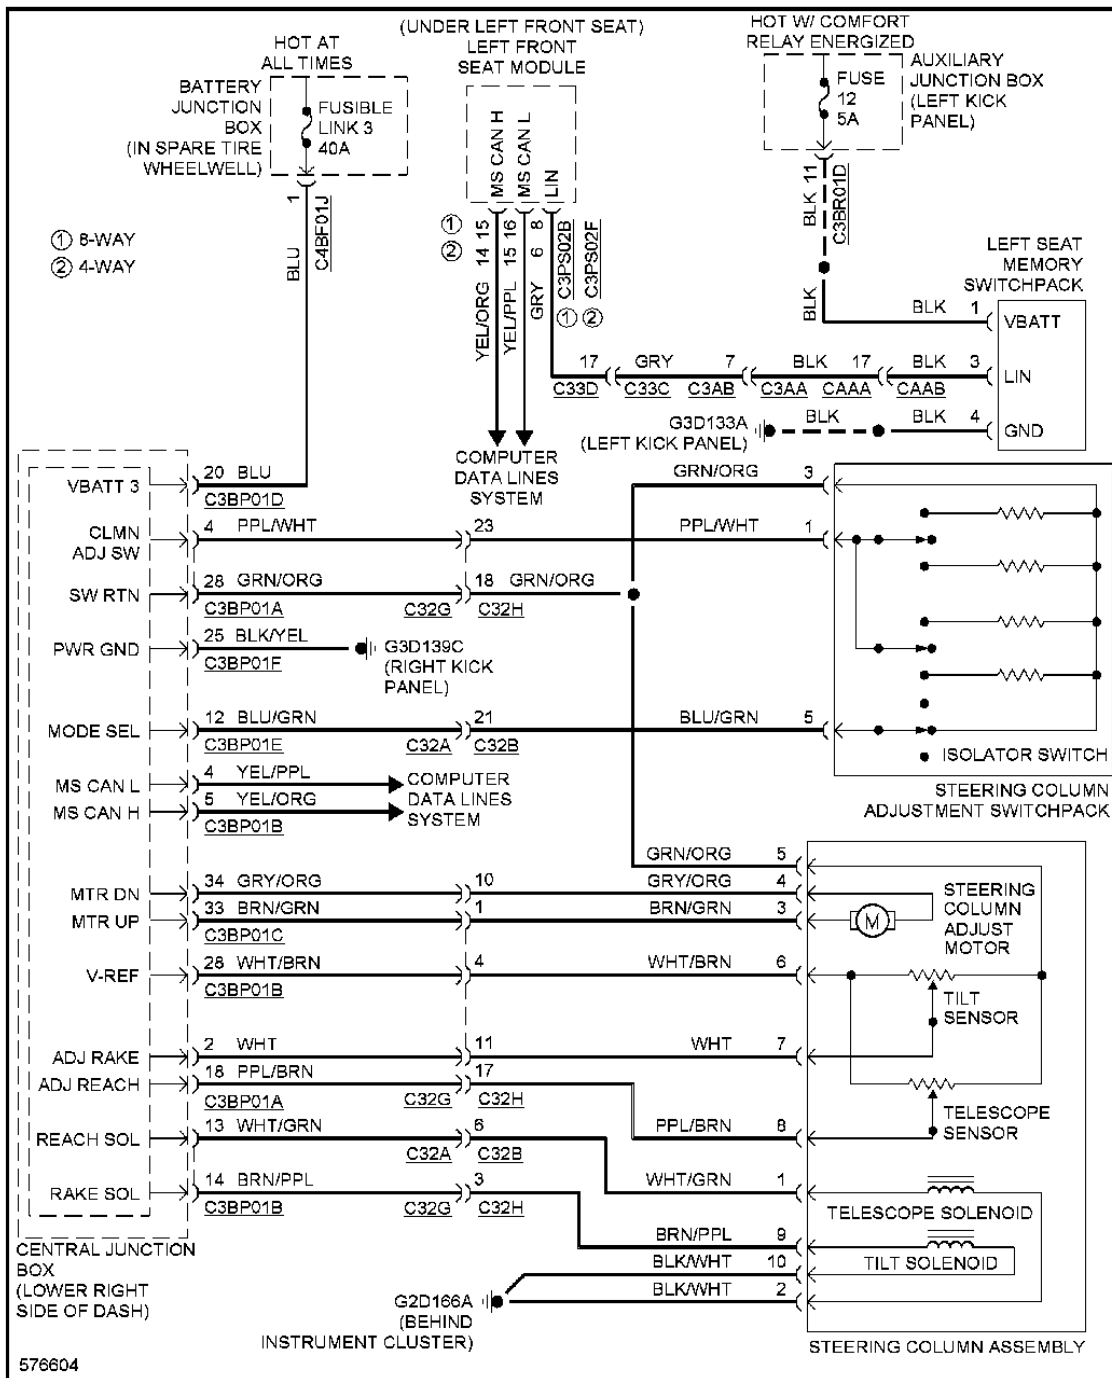 HOT AT
ALL TIMES
BATTERY
JUNCTION
BOX
(IN SPARE TIRE
WHEELWELL)
FUSIBLE
LINK 3
40A
1
BLU
C4BF01J
① 8-WAY
② 4-WAY
(UNDER LEFT FRONT SEAT)
LEFT FRONT
SEAT MODULE
MS CAN H
MS CAN L
LIN
① 15 16 8
② 14 15 6
YEL/ORG
YEL/PPL
GRY
C3PS02B ①
C3PS02F ②
COMPUTER
DATA LINES
SYSTEM
HOT W/ COMFORT
RELAY ENERGIZED
FUSE
12
5A
AUXILIARY
JUNCTION BOX
(LEFT KICK
PANEL)
BLK 11
C3BR01D
BLK
LEFT SEAT
MEMORY
SWITCHPACK
BLK 1 VBATT
17 GRY 7 BLK 17 BLK 3 LIN
C33D C33C C3AB C3AA CAAA CAAB
G3D133A
(LEFT KICK PANEL)
BLK BLK 4 GND
VBATT 3 20 BLU
C3BP01D
GRN/ORG 3
CLMN
ADJ SW
4 PPL/WHT 23 PPL/WHT 1
SW RTN 28 GRN/ORG 18 GRN/ORG
C3BP01A C32G C32H
PWR GND 25 BLK/YEL
C3BP01F
G3D139C
(RIGHT KICK
PANEL)
MODE SEL 12 BLU/GRN 21 BLU/GRN 5
C3BP01E C32A C32B
ISOLATOR SWITCH
STEERING COLUMN
ADJUSTMENT SWITCHPACK
MS CAN L 4 YEL/PPL
MS CAN H 5 YEL/ORG
C3BP01B
COMPUTER
DATA LINES
SYSTEM
GRN/ORG 5
MTR DN 34 GRY/ORG 10 GRY/ORG 4
MTR UP 33 BRN/GRN 1 BRN/GRN 3
C3BP01C
M
STEERING
COLUMN
ADJUST
MOTOR
V-REF 28 WHT/BRN 4 WHT/BRN 6
C3BP01B
TILT
SENSOR
ADJ RAKE 2 WHT 11 WHT 7
ADJ REACH 18 PPL/BRN 17
C3BP01A C32G C32H
PPL/BRN 8
TELESCOPE
SENSOR
REACH SOL 13 WHT/GRN 6
C32A C32B
WHT/GRN 1
TELESCOPE SOLENOID
RAKE SOL 14 BRN/PPL 3
C3BP01B C32G C32H
BRN/PPL 9
TILT SOLENOID
BLK/WHT 10
BLK/WHT 2
G2D166A
(BEHIND
INSTRUMENT CLUSTER)
CENTRAL JUNCTION
BOX
(LOWER RIGHT
SIDE OF DASH)
STEERING COLUMN ASSEMBLY
576604